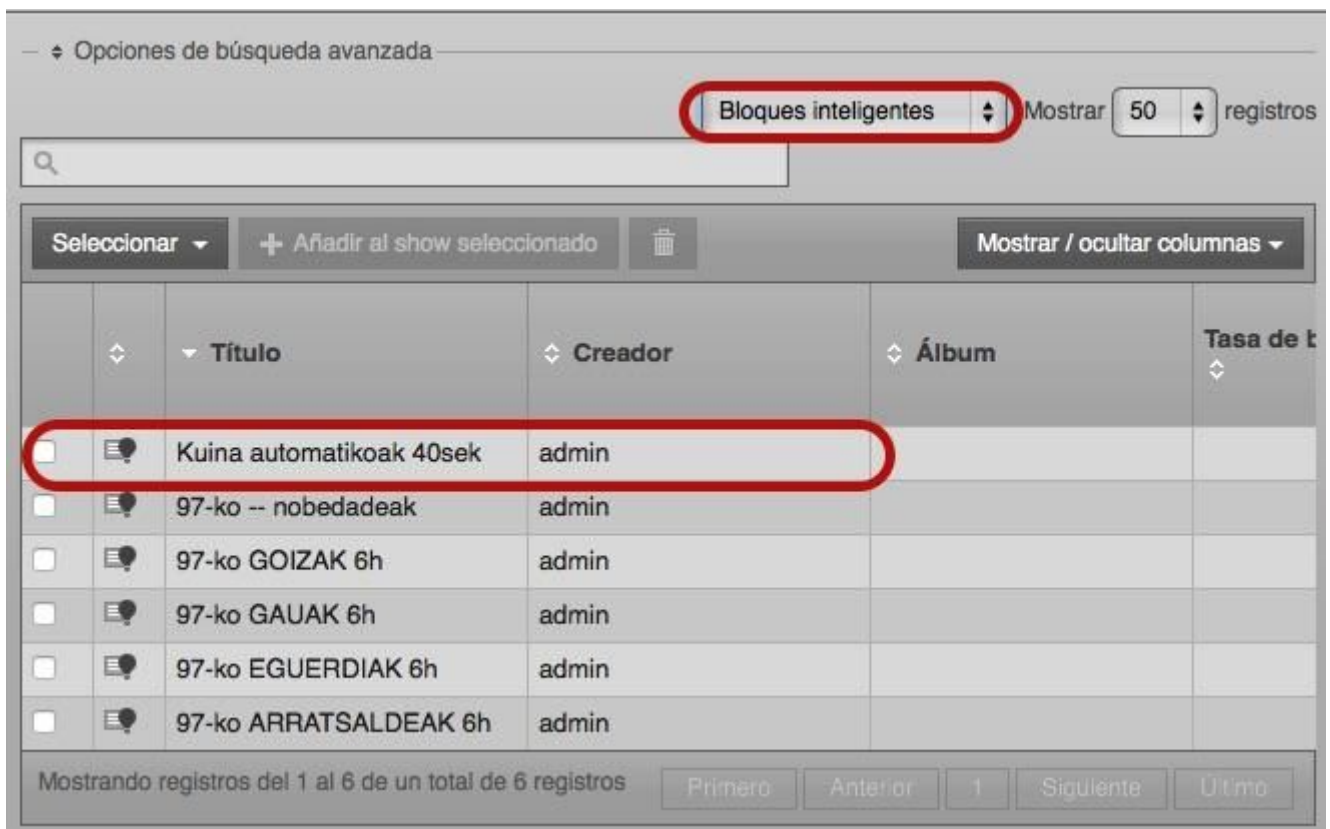 Opciones de búsqueda avanzada
Bloques inteligentes Mostrar 50 registros
Seleccionar + Añadir al show seleccionado Mostrar / ocultar columnas
Título Creador Álbum Tasa de b
Kuina automatikoak 40sek admin
97-ko -- nobedadeak admin
97-ko GOIZAK 6h admin
97-ko GAUAK 6h admin
97-ko EGUERDIAK 6h admin
97-ko ARRATSALDEAK 6h admin
Mostrando registros del 1 al 6 de un total de 6 registros Primero Anterior 1 Siguiente Último